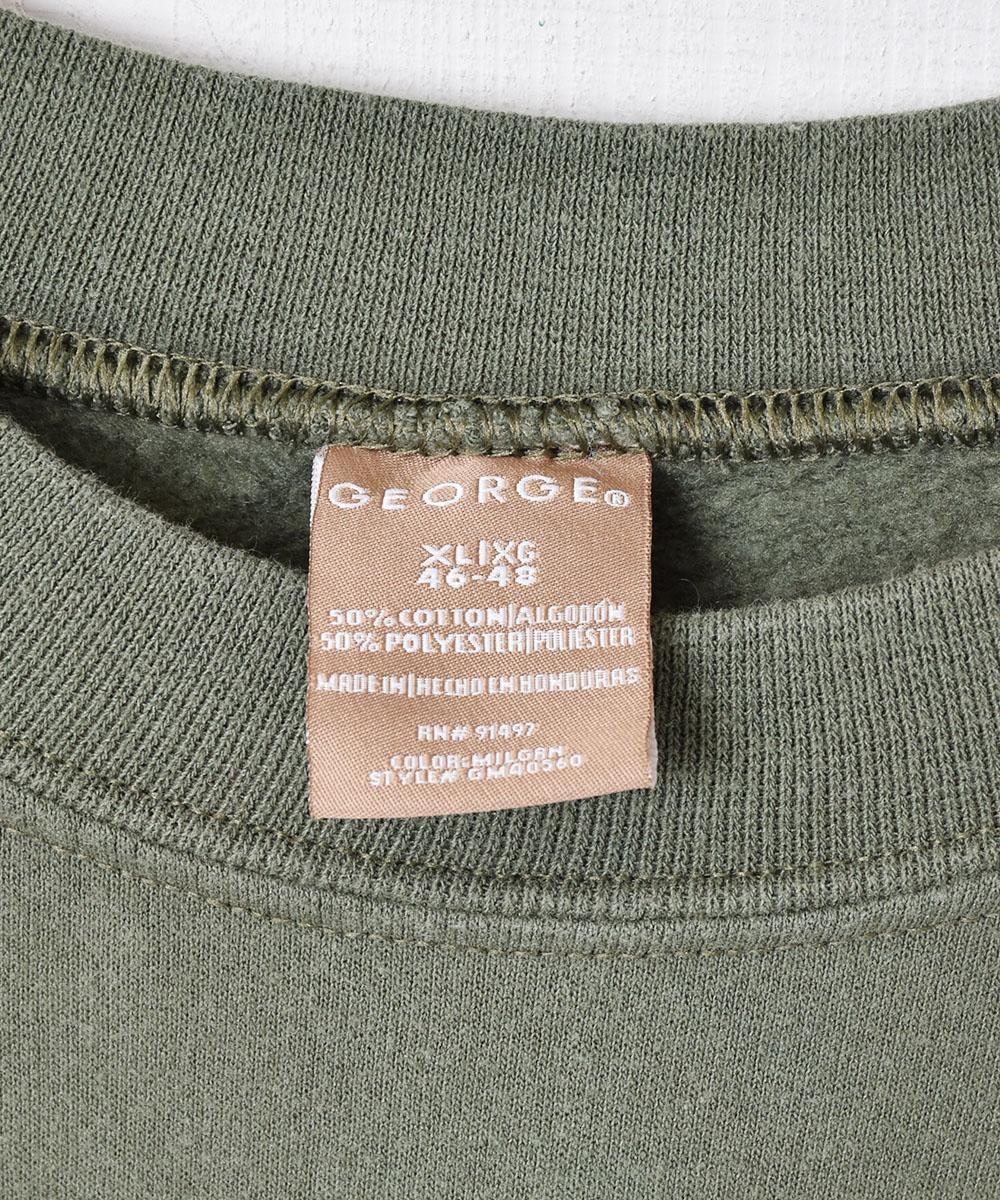 GEORGE®
XL|XG
46-48
50% COTTON|ALGODÓN
50% POLYESTER|POLIÉSTER
MADE IN|HECHO EN HONDURAS
RN# 91497
COLOR:MILGRN
STYLE# GM40560